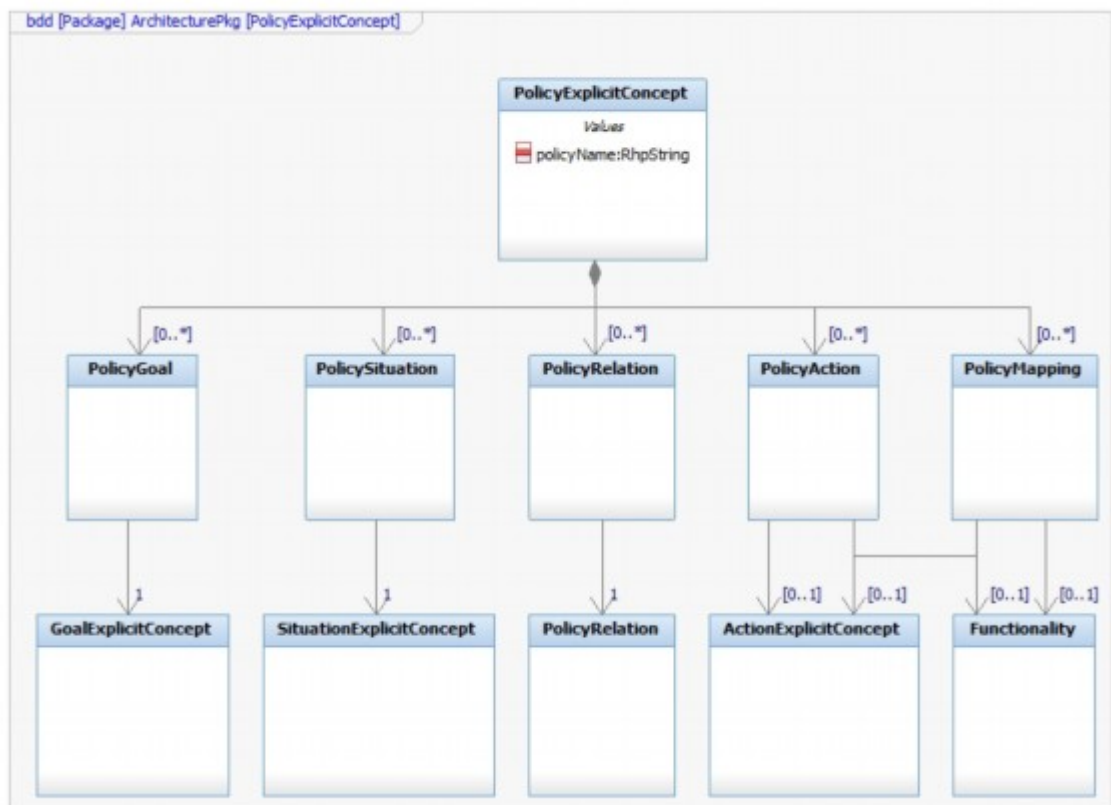 bdd [Package] ArchitecturePkg [PolicyExplicitConcept]
PolicyExplicitConcept
Values
policyName:RhpString
[0..*] [0..*] [0..*] [0..*] [0..*]
PolicyGoal PolicySituation PolicyRelation PolicyAction PolicyMapping
1 1 1 [0..1] [0..1] [0..1] [0..1]
GoalExplicitConcept SituationExplicitConcept PolicyRelation ActionExplicitConcept Functionality